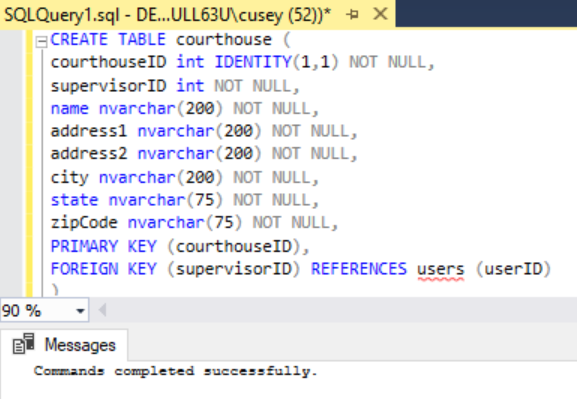 SQLQuery1.sql - DE...ULL63U\cusey (52))*
CREATE TABLE courthouse (
courthouseID int IDENTITY(1,1) NOT NULL,
supervisorID int NOT NULL,
name nvarchar(200) NOT NULL,
address1 nvarchar(200) NOT NULL,
address2 nvarchar(200) NOT NULL,
city nvarchar(200) NOT NULL,
state nvarchar(75) NOT NULL,
zipCode nvarchar(75) NOT NULL,
PRIMARY KEY (courthouseID),
FOREIGN KEY (supervisorID) REFERENCES users (userID)
)
90 %
Messages
Commands completed successfully.